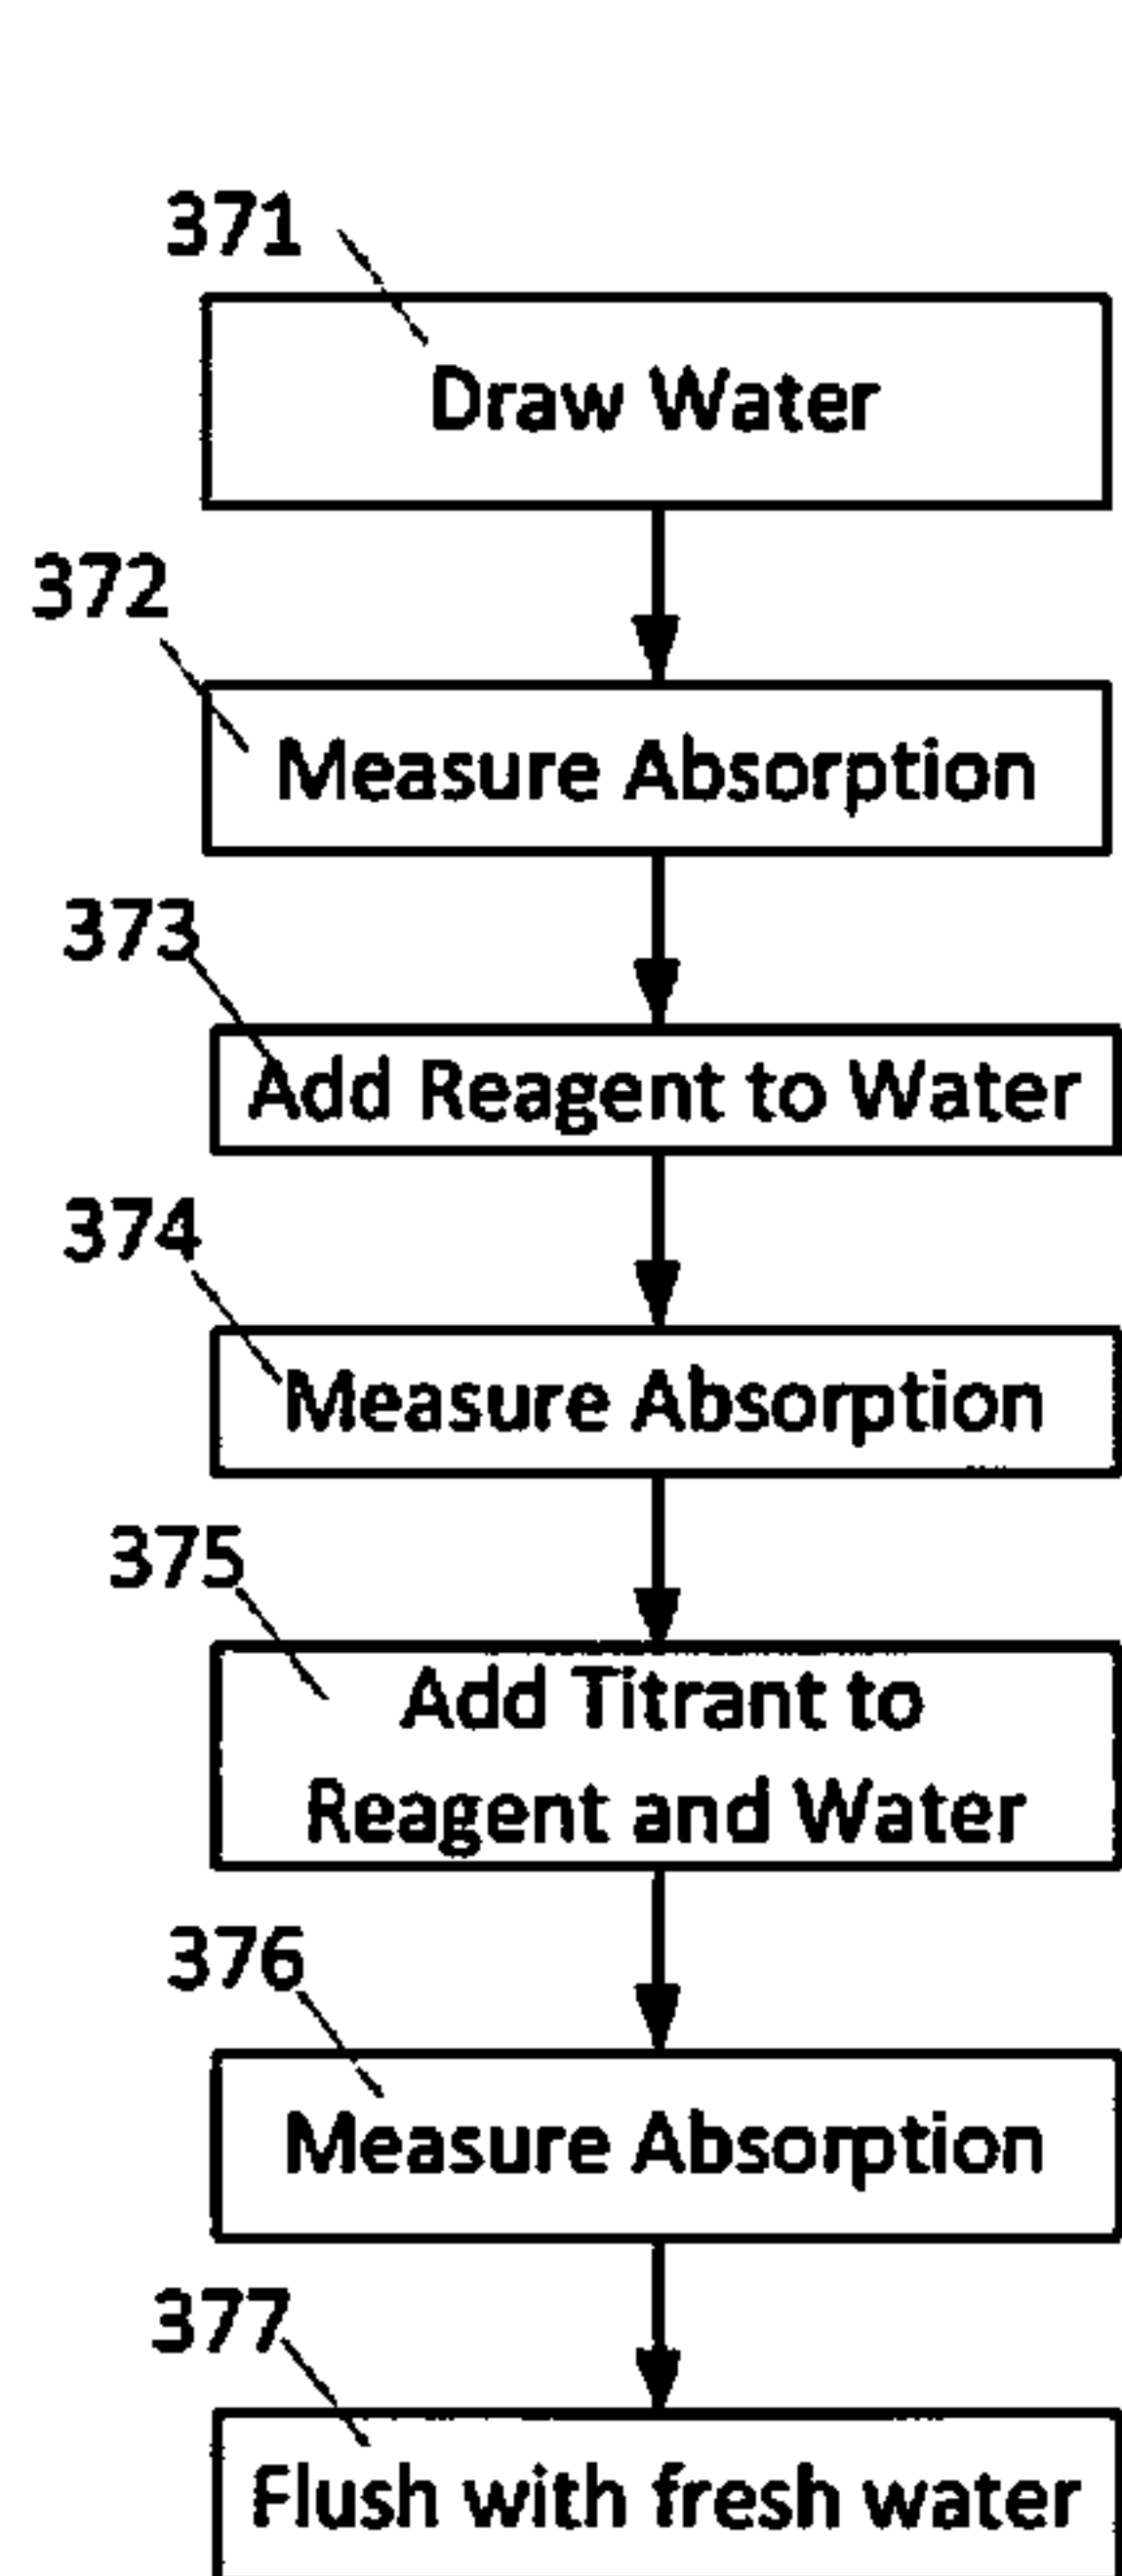 371
Draw Water
372
Measure Absorption
373
Add Reagent to Water
374
Measure Absorption
375
Add Titrant to
Reagent and Water
376
Measure Absorption
377
Flush with fresh water